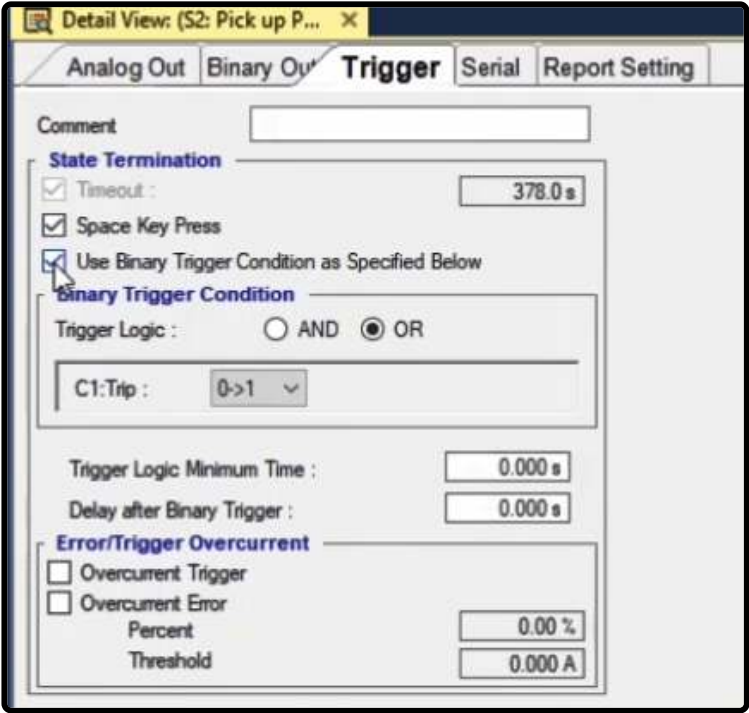 Detail View: (S2: Pick up P... ×
Analog Out Binary Out Trigger Serial Report Setting
Comment
State Termination
Timeout : 378.0 s
Space Key Press
Use Binary Trigger Condition as Specified Below
Binary Trigger Condition
Trigger Logic : AND OR
C1:Trip : 0->1
Trigger Logic Minimum Time : 0.000 s
Delay after Binary Trigger : 0.000 s
Error/Trigger Overcurrent
Overcurrent Trigger
Overcurrent Error
Percent 0.00 %
Threshold 0.000 A